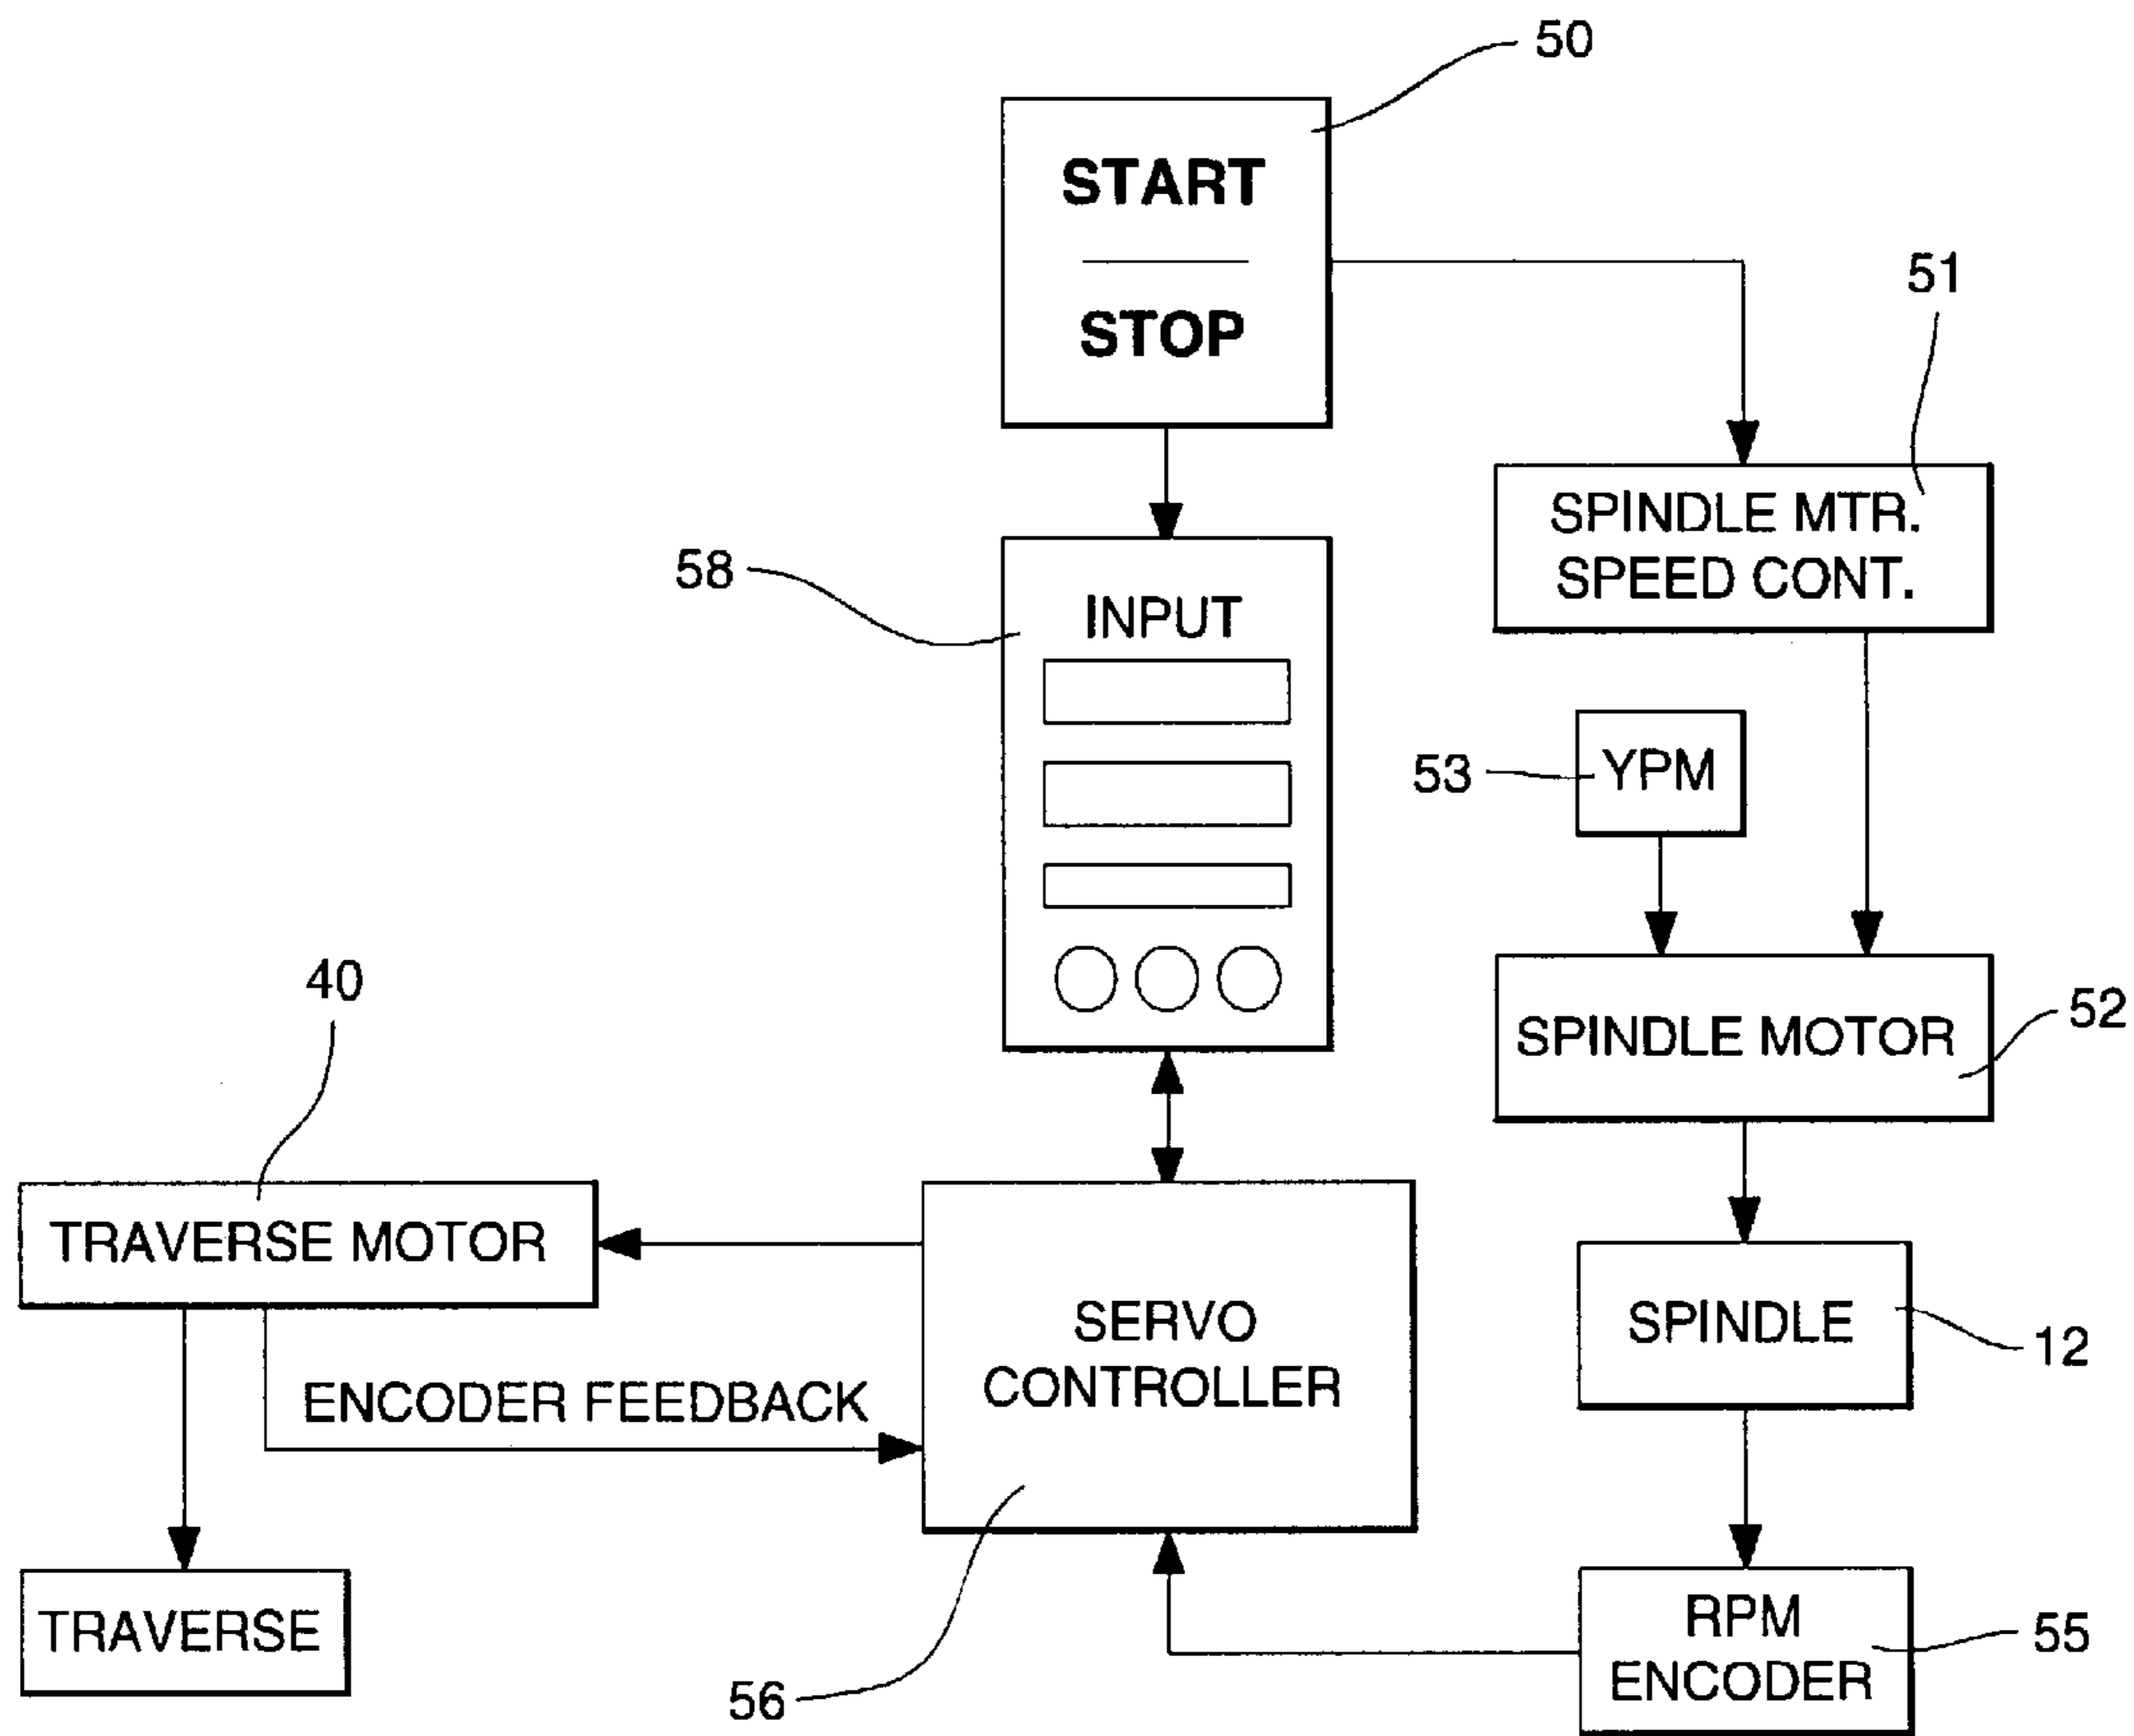 50
START
STOP
51
SPINDLE MTR.
SPEED CONT.
58
INPUT
53
YPM
40
52
SPINDLE MOTOR
TRAVERSE MOTOR
SERVO
CONTROLLER
SPINDLE
12
ENCODER FEEDBACK
TRAVERSE
RPM
ENCODER
55
56